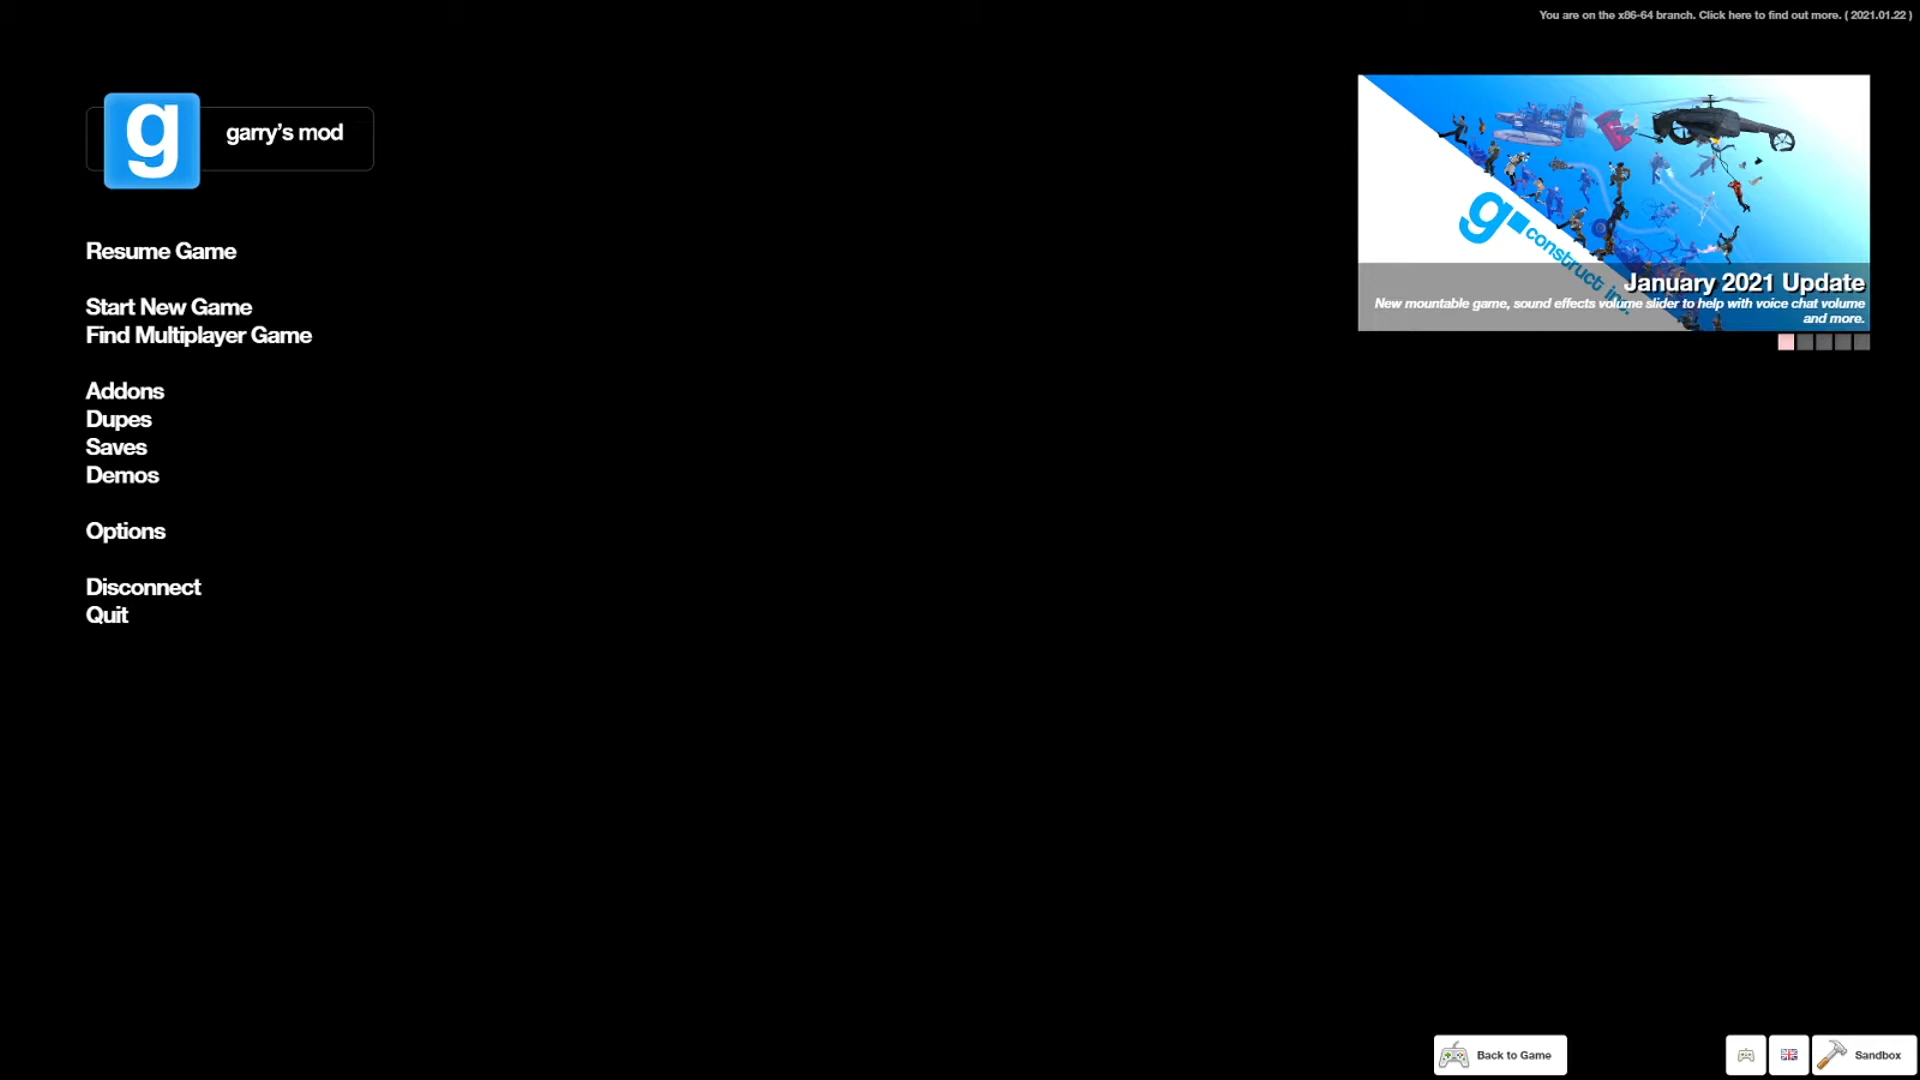 You are on the x86-64 branch. Click here to find out more. ( 2021.01.22 )
g
garry's mod
Resume Game
Start New Game
Find Multiplayer Game
Addons
Dupes
Saves
Demos
Options
Disconnect
Quit
g construct inc.
January 2021 Update
New mountable game, sound effects volume slider to help with voice chat volume
and more.
Back to Game
Sandbox